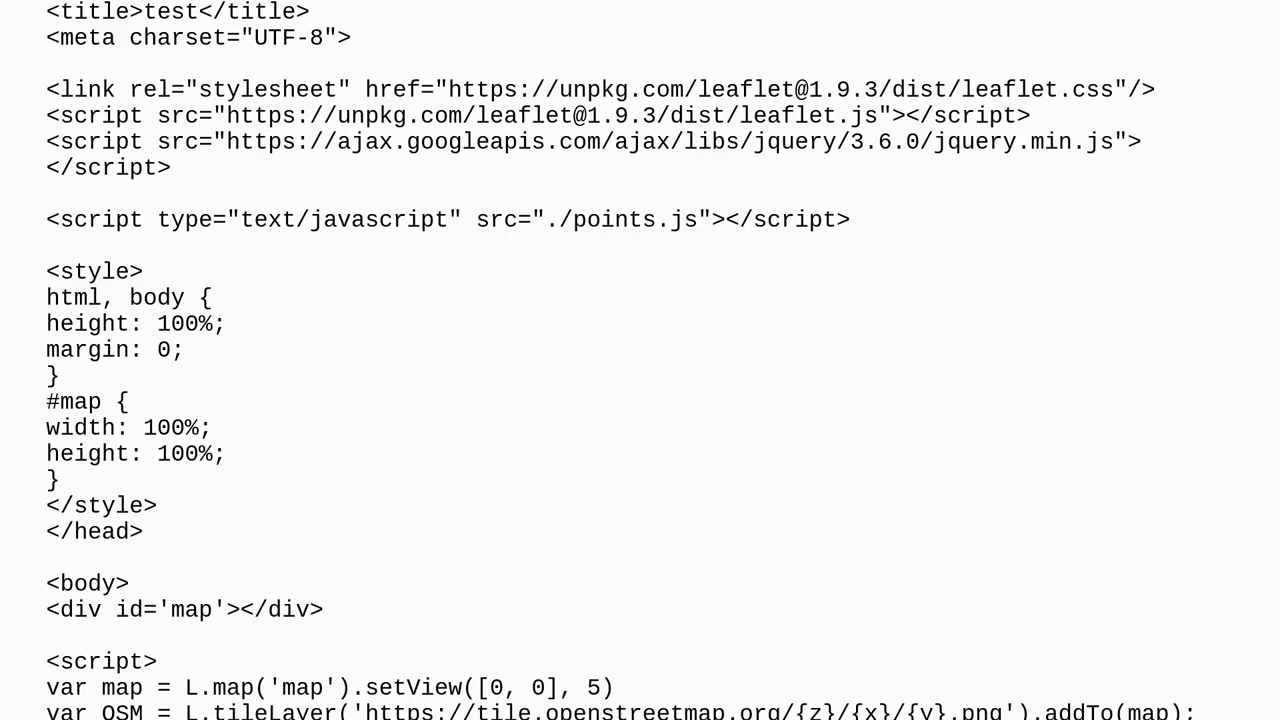 <title>test</title>
<meta charset="UTF-8">
<link rel="stylesheet" href="https://unpkg.com/leaflet@1.9.3/dist/leaflet.css"/>
<script src="https://unpkg.com/leaflet@1.9.3/dist/leaflet.js"></script>
<script src="https://ajax.googleapis.com/ajax/libs/jquery/3.6.0/jquery.min.js">
</script>
<script type="text/javascript" src="./points.js"></script>
<style>
html, body {
height: 100%;
margin: 0;
}
#map {
width: 100%;
height: 100%;
}
</style>
</head>
<body>
<div id='map'></div>
<script>
var map = L.map('map').setView([0, 0], 5)
var OSM = L.tileLayer('https://tile.openstreetmap.org/{z}/{x}/{y}.png').addTo(map);